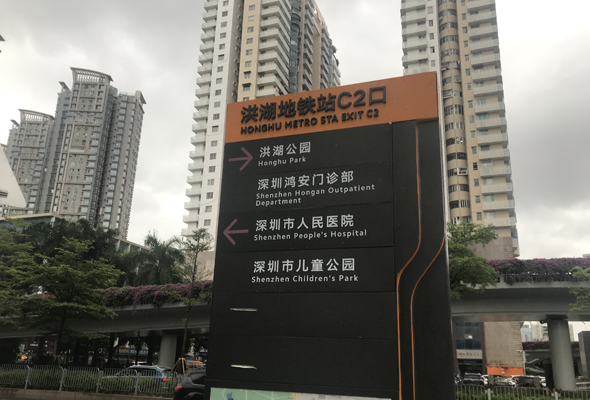 洪湖地铁站C2口
HONGHU METRO STA EXIT C2
洪湖公园
Honghu Park
深圳鸿安门诊部
Shenzhen Hongan Outpatient
Department
深圳市人民医院
Shenzhen People's Hospital
深圳市儿童公园
Shenzhen Children's Park